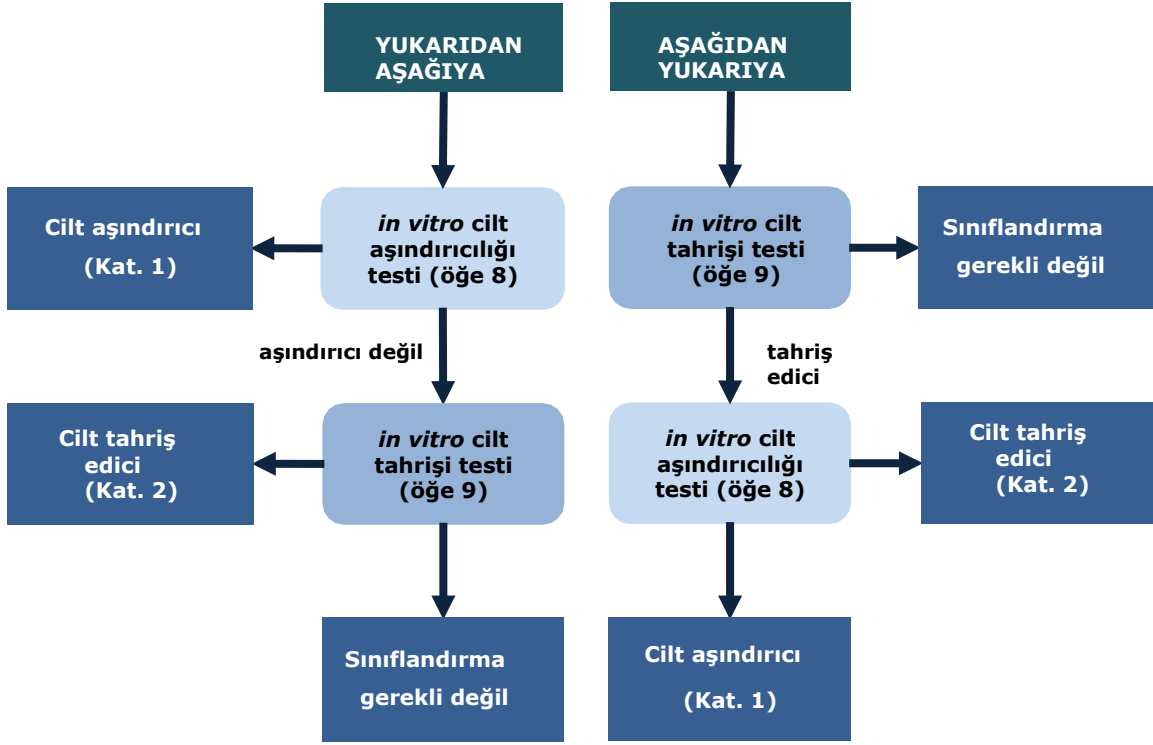 YUKARIDAN
AŞAĞIYA
AŞAĞIDAN
YUKARIYA
Cilt aşındırıcı
(Kat. 1)
in vitro cilt
aşındırıcılığı
testi (öğe 8)
in vitro cilt
tahrişi testi
(öğe 9)
Sınıflandırma
gerekli değil
aşındırıcı değil
tahriş
edici
Cilt tahriş
edici
(Kat. 2)
in vitro cilt
tahrişi testi
(öğe 9)
in vitro cilt
aşındırıcılığı
testi (öğe 8)
Cilt tahriş
edici
(Kat. 2)
Sınıflandırma
gerekli değil
Cilt aşındırıcı
(Kat. 1)